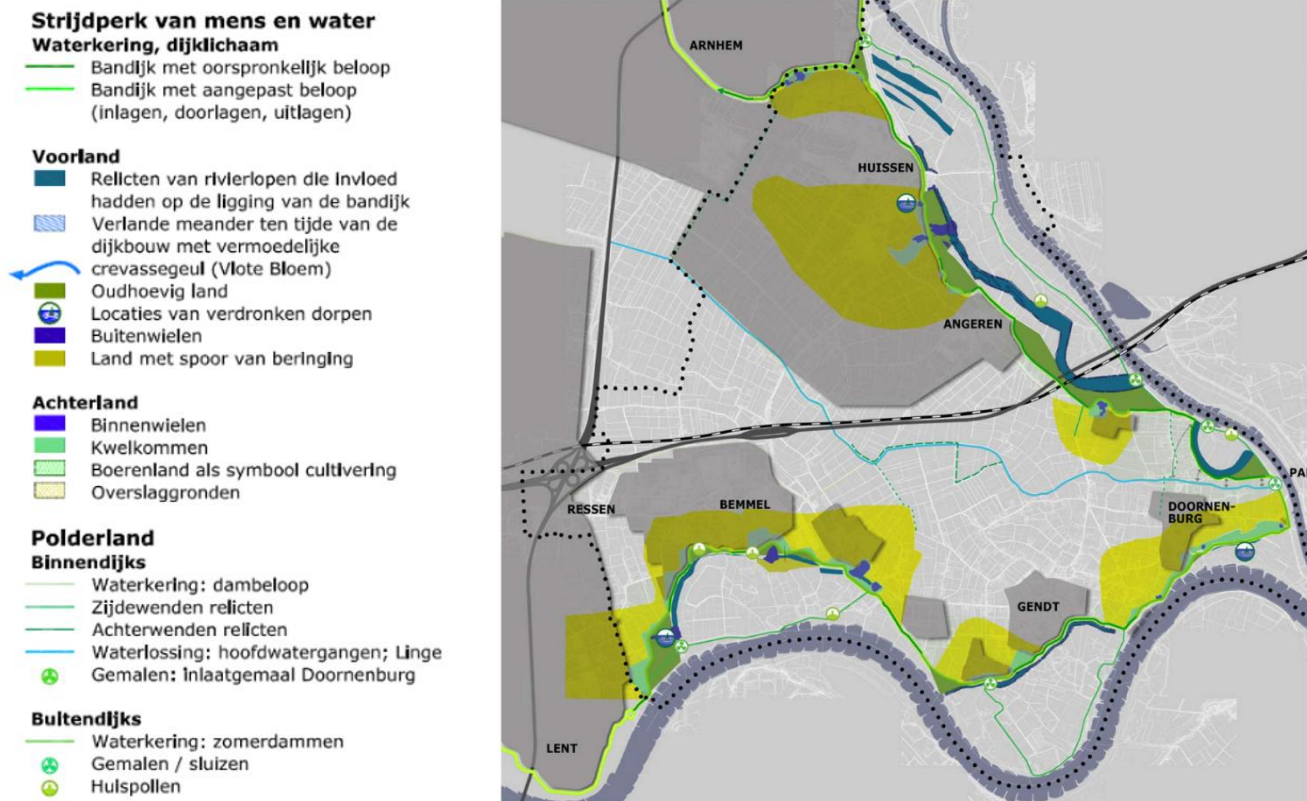 Strijdperk van mens en water
Waterkering, dijklichaam
Bandijk met oorspronkelijk beloop
Bandijk met aangepast beloop
(inlagen, doorlagen, uitlagen)
Voorland
Relicten van rivierlopen die invloed
hadden op de ligging van de bandijk
Verlande meander ten tijde van de
dijkbouw met vermoedelijke
crevassegeul (Vlote Bloem)
Oudhoevig land
Locaties van verdronken dorpen
Buitenwielen
Land met spoor van beringing
Achterland
Binnenwielen
Kwelkommen
Boerenland als symbool cultivering
Overslaggronden
Polderland
Binnendijks
Waterkering: dambeloop
Zijdewenden relicten
Achterwenden relicten
Waterlossing: hoofdwatergangen; Linge
Gemalen: inlaatgemaal Doornenburg
Buitendijks
Waterkering: zomerdammen
Gemalen / sluizen
Hulspollen
ARNHEM
HUISSEN
ANGEREN
PA
DOORNEN-
BURG
BEMMEL
RESSEN
GENDT
LENT